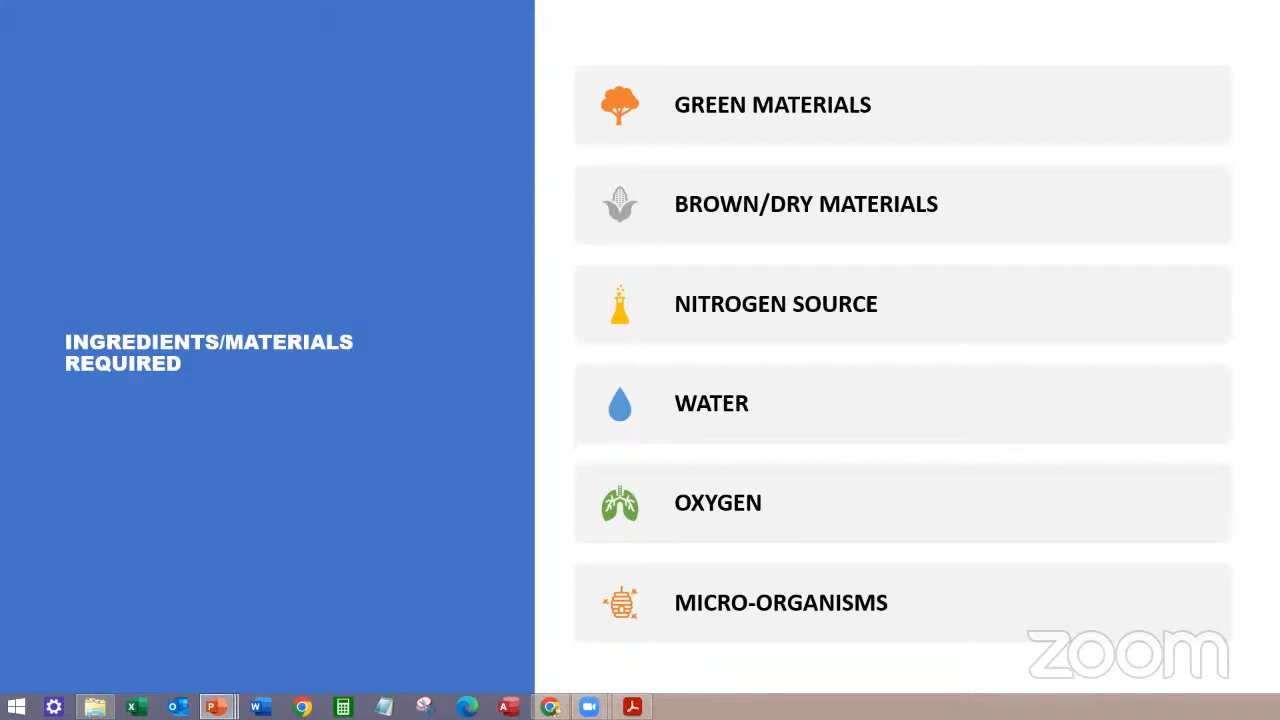 INGREDIENTS/MATERIALS
REQUIRED
GREEN MATERIALS
BROWN/DRY MATERIALS
NITROGEN SOURCE
WATER
OXYGEN
MICRO-ORGANISMS
zoom